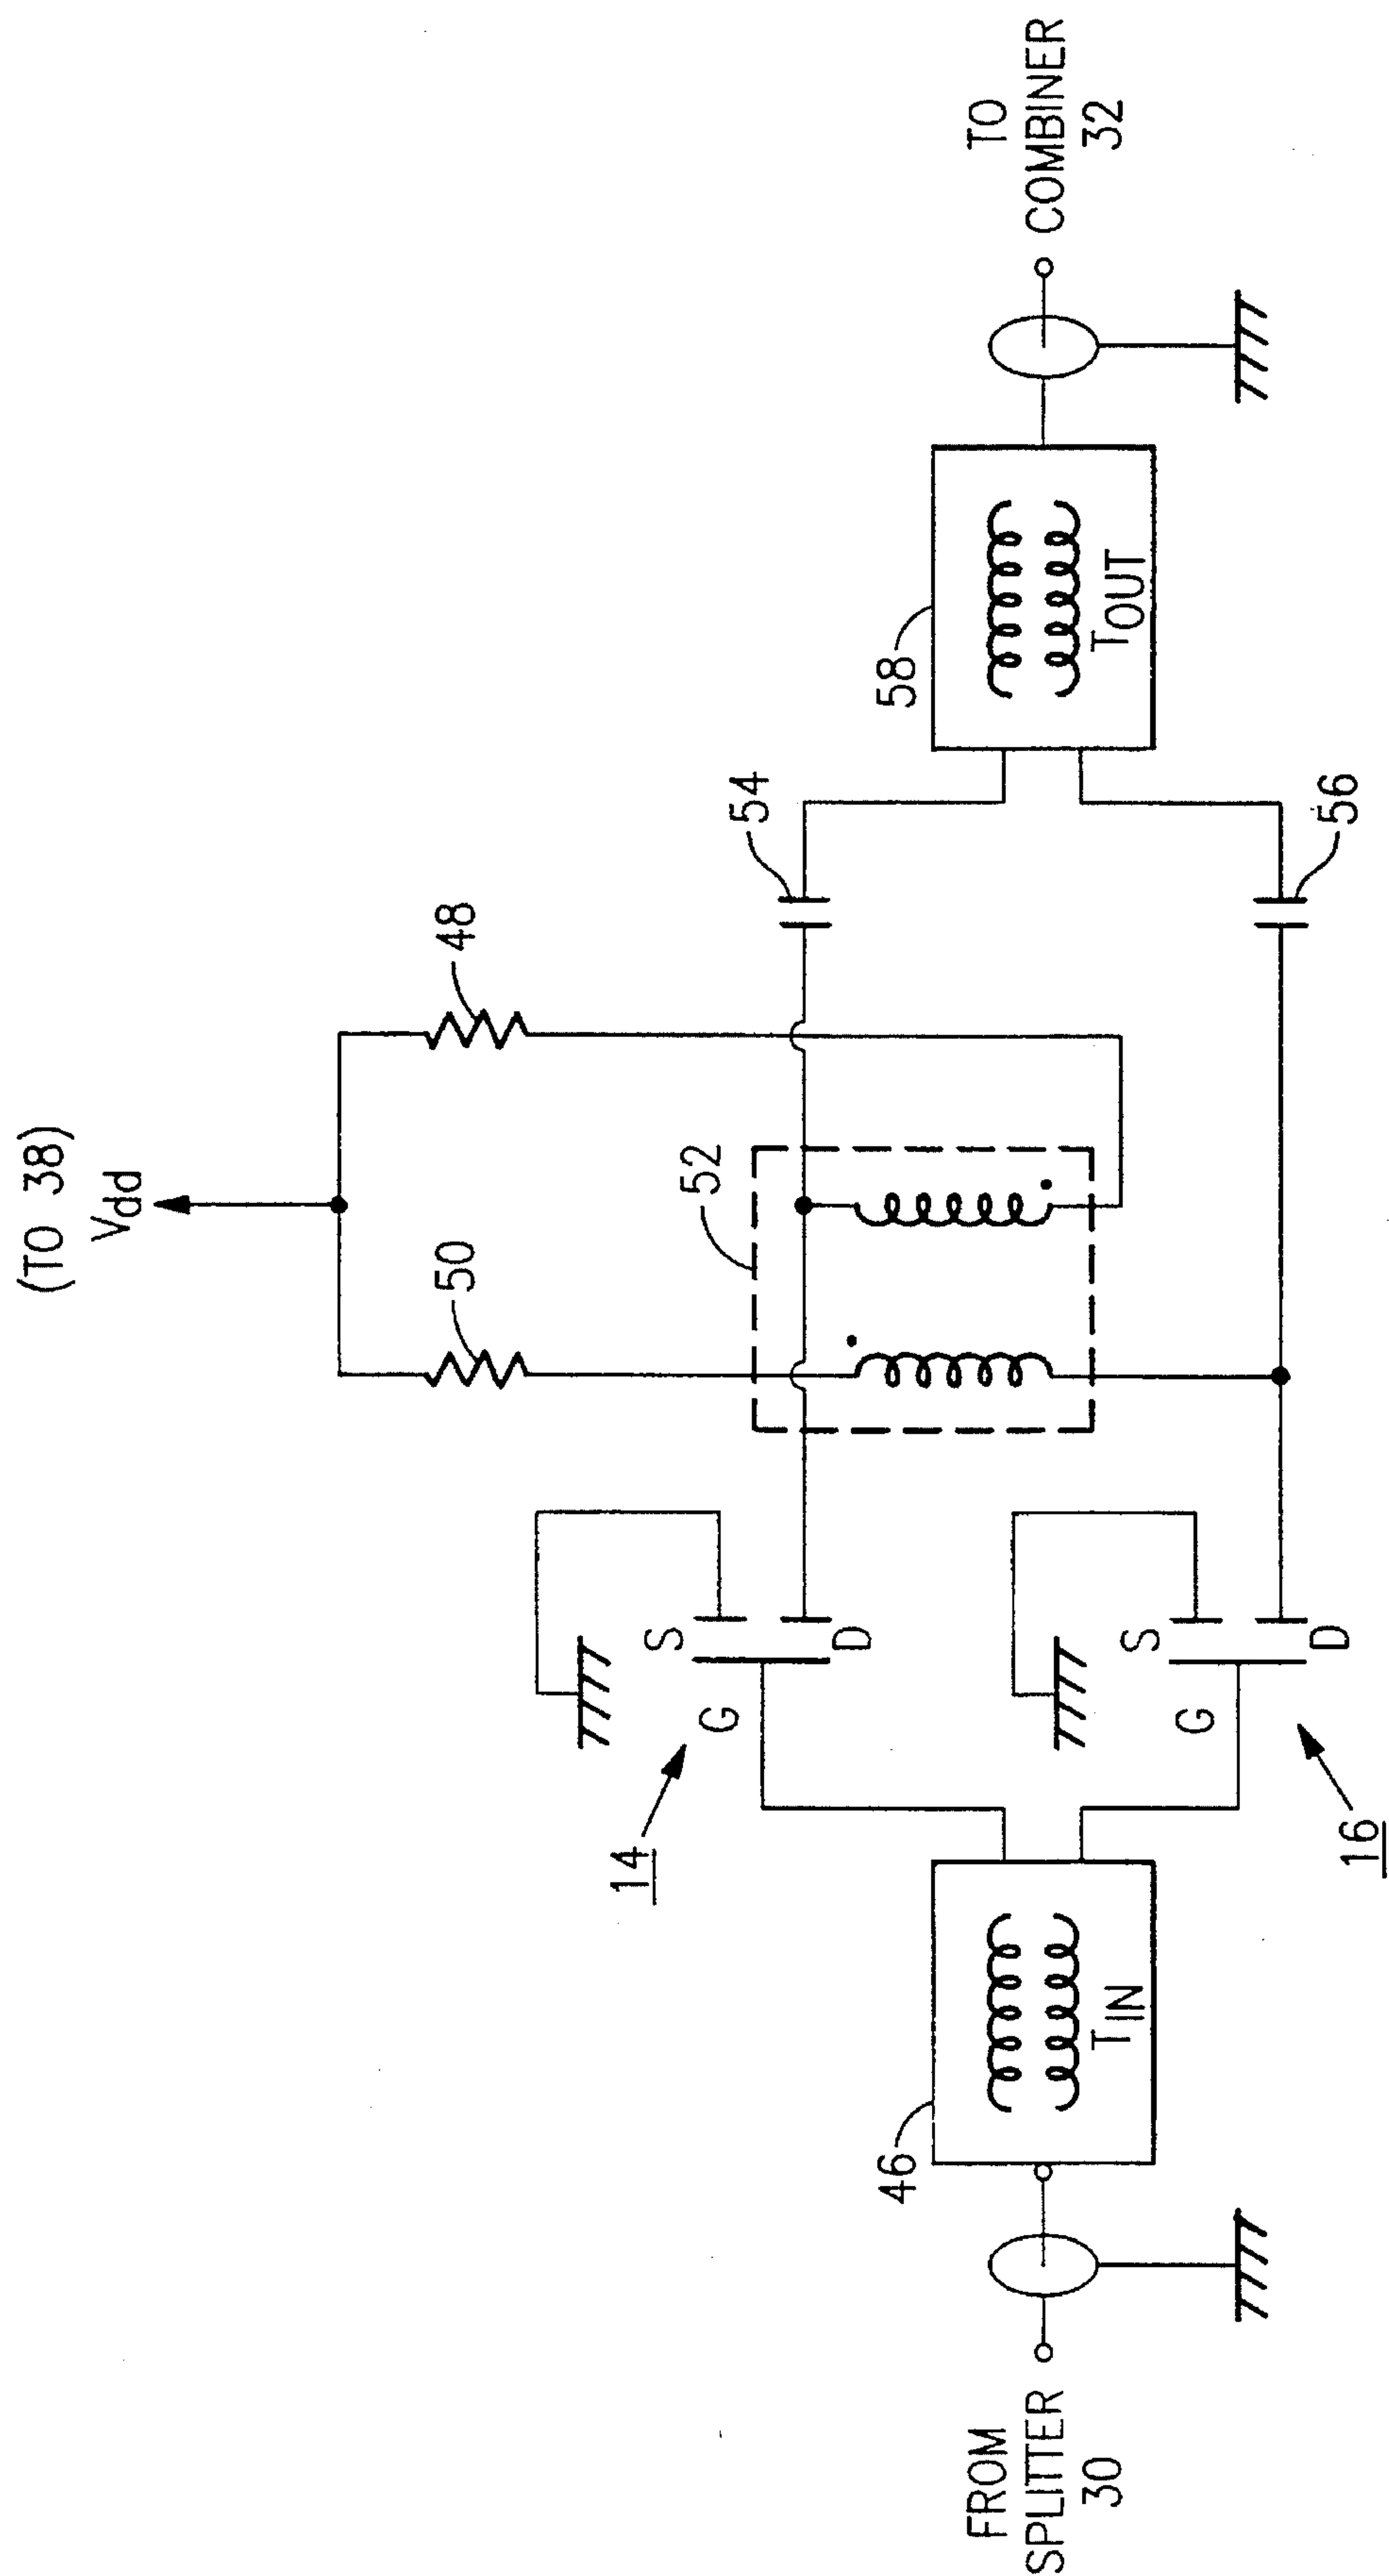 (TO 38)
Vdd
50
48
52
54
56
14
G
S
D
16
G
S
D
46
TIN
58
TOUT
FROM
SPLITTER
30
TO
COMBINER
32